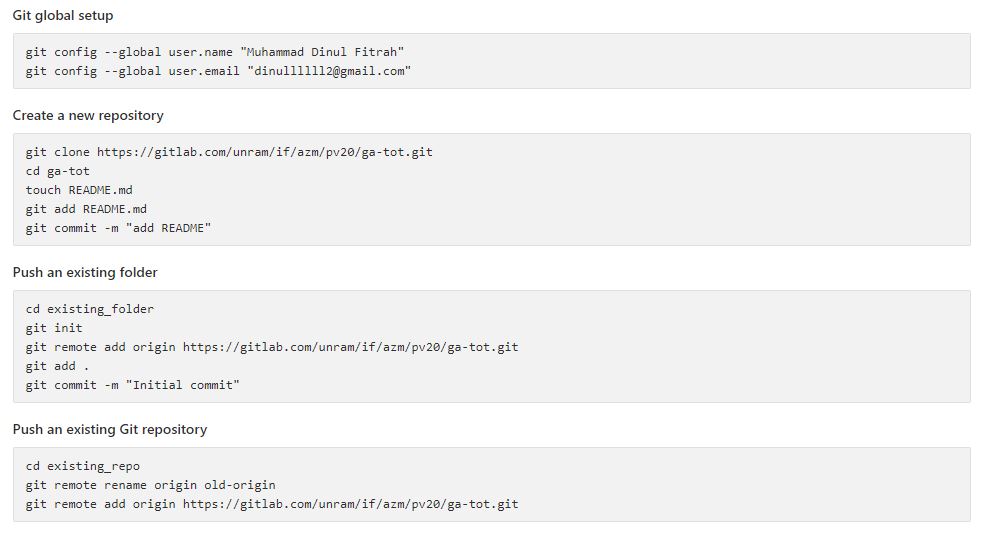 Git global setup
git config --global user.name "Muhammad Dinul Fitrah"
git config --global user.email "dinullllll2@gmail.com"
Create a new repository
git clone https://gitlab.com/unram/if/azm/pv20/ga-tot.git
cd ga-tot
touch README.md
git add README.md
git commit -m "add README"
Push an existing folder
cd existing_folder
git init
git remote add origin https://gitlab.com/unram/if/azm/pv20/ga-tot.git
git add .
git commit -m "Initial commit"
Push an existing Git repository
cd existing_repo
git remote rename origin old-origin
git remote add origin https://gitlab.com/unram/if/azm/pv20/ga-tot.git